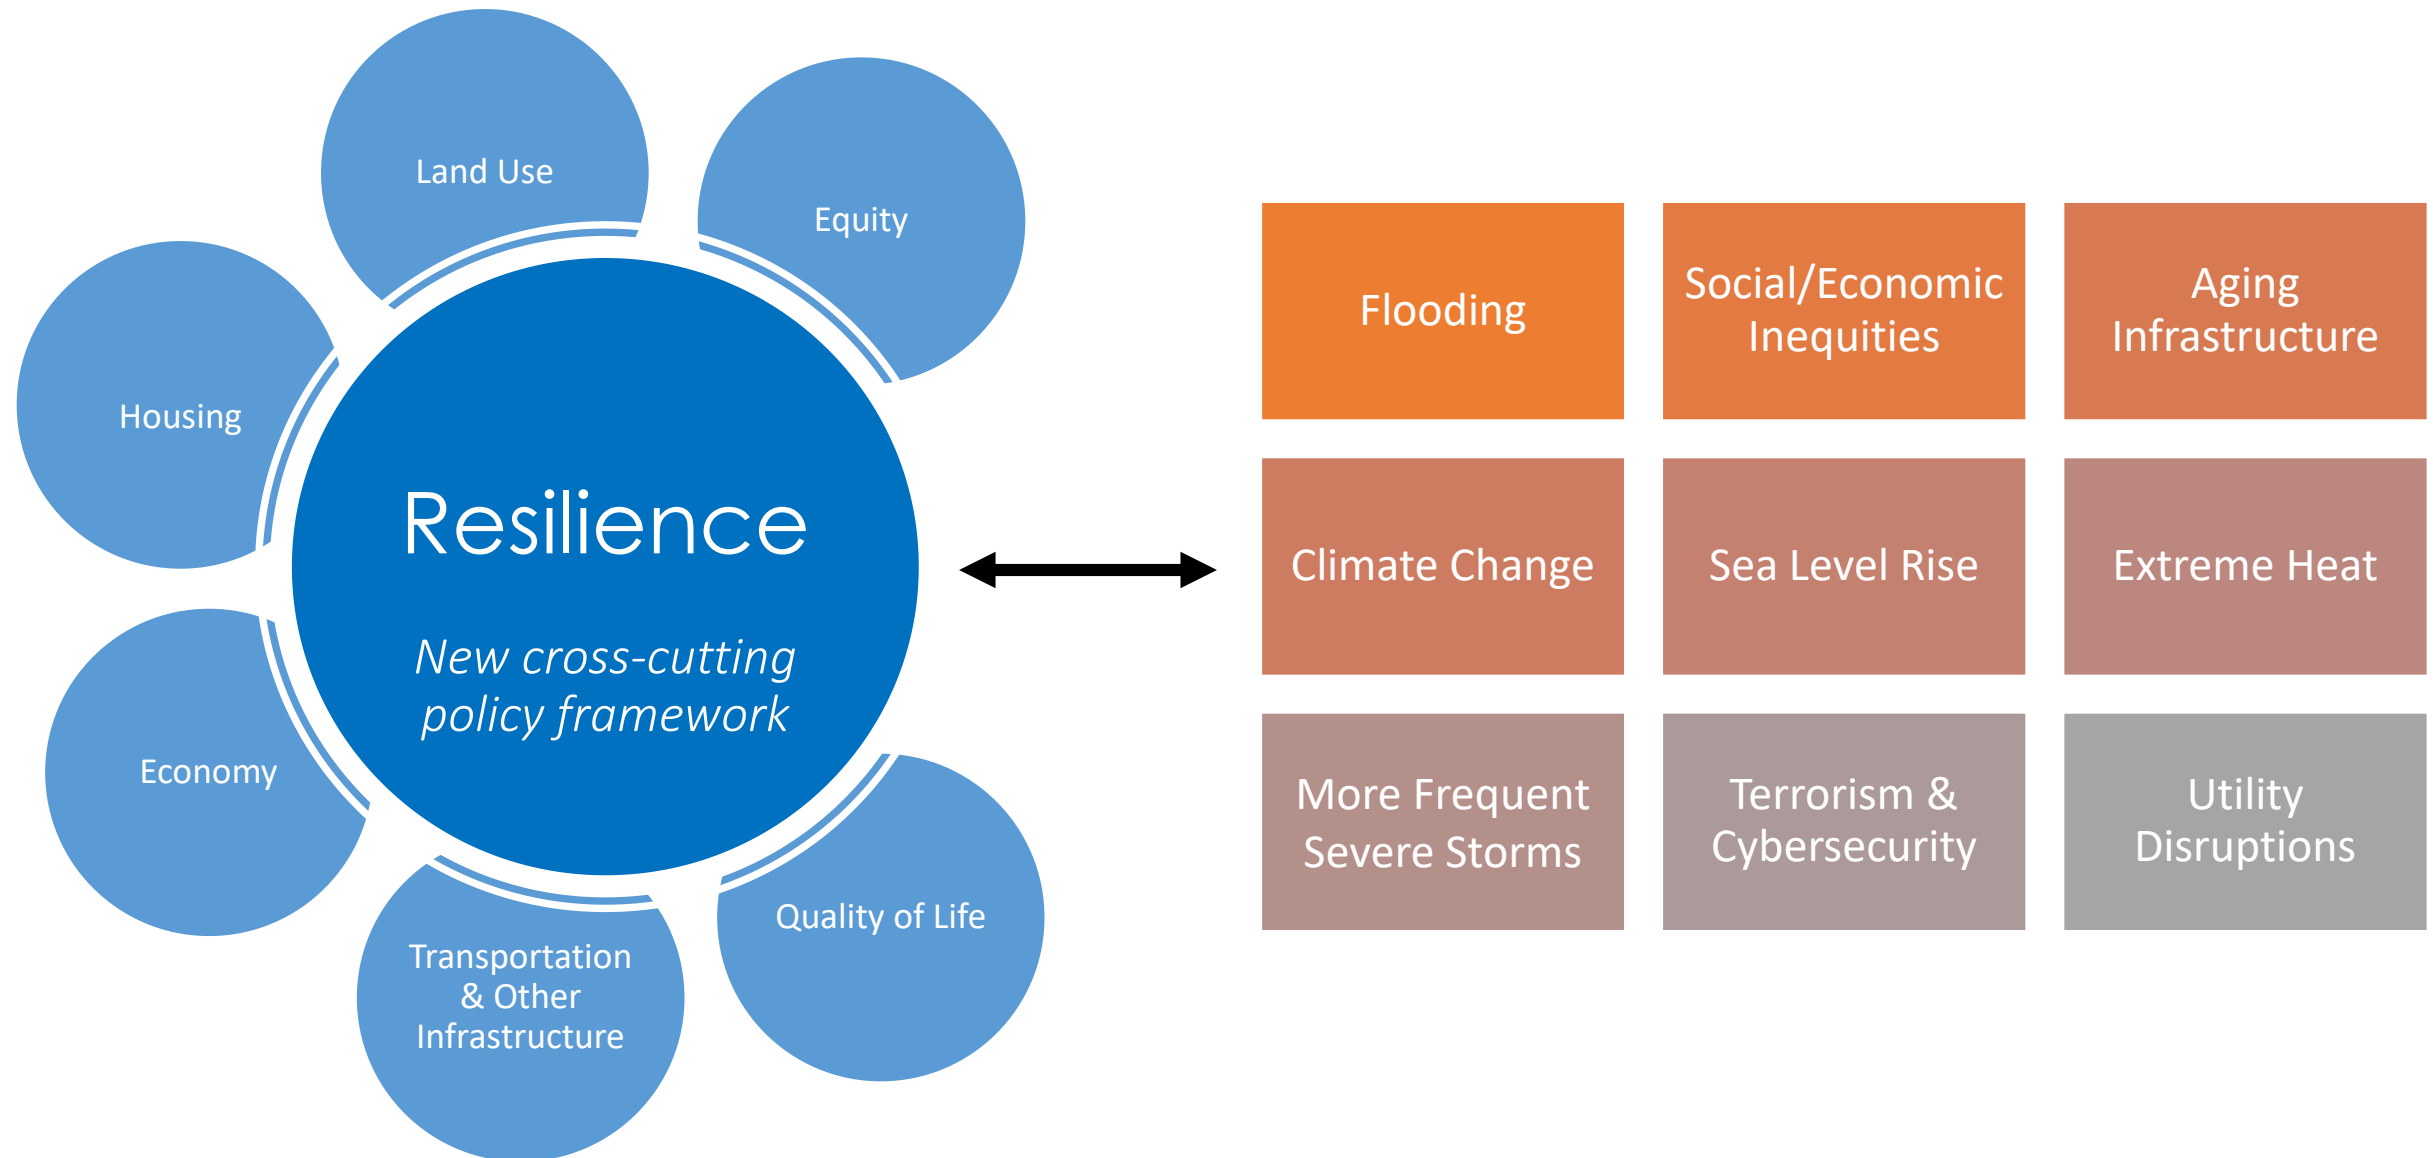 Land Use
Equity
Housing
Resilience
New cross-cutting
policy framework
Economy
Quality of Life
Transportation
& Other
Infrastructure
Flooding
Social/Economic
Inequities
Aging
Infrastructure
Climate Change
Sea Level Rise
Extreme Heat
More Frequent
Severe Storms
Terrorism &
Cybersecurity
Utility
Disruptions